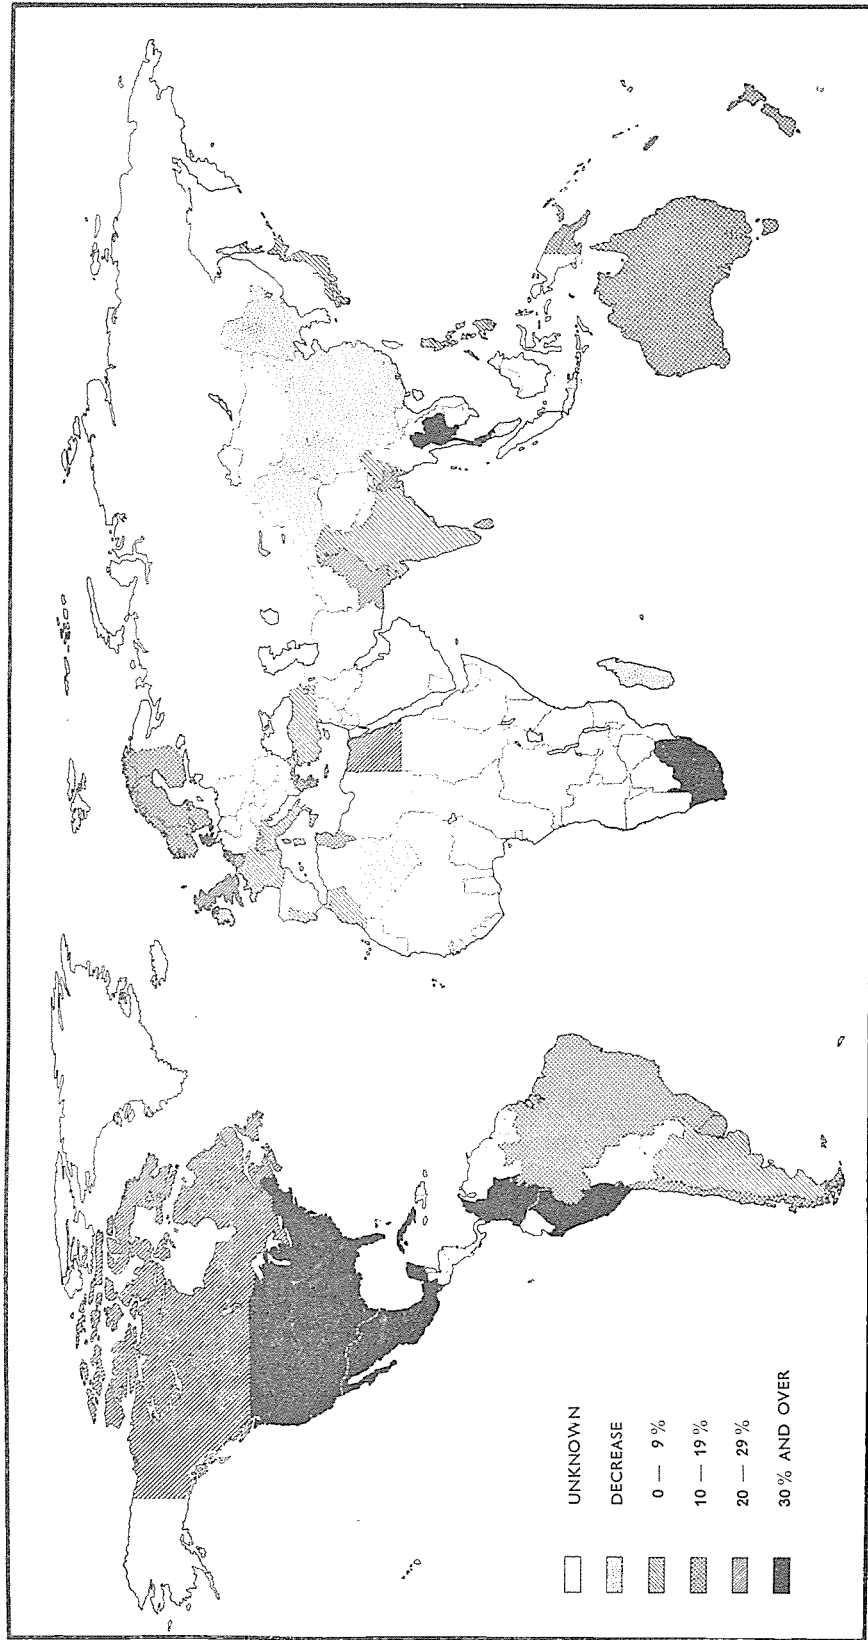 UNKNOWN
DECREASE
0 — 9 %
10 — 19 %
20 — 29 %
30 % AND OVER